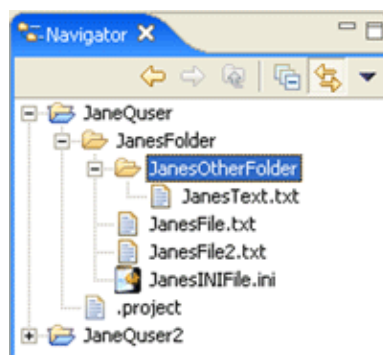 Navigator
JaneQuser
JanesFolder
JanesOtherFolder
JanesText.txt
JanesFile.txt
JanesFile2.txt
JanesINIFile.ini
.project
JaneQuser2